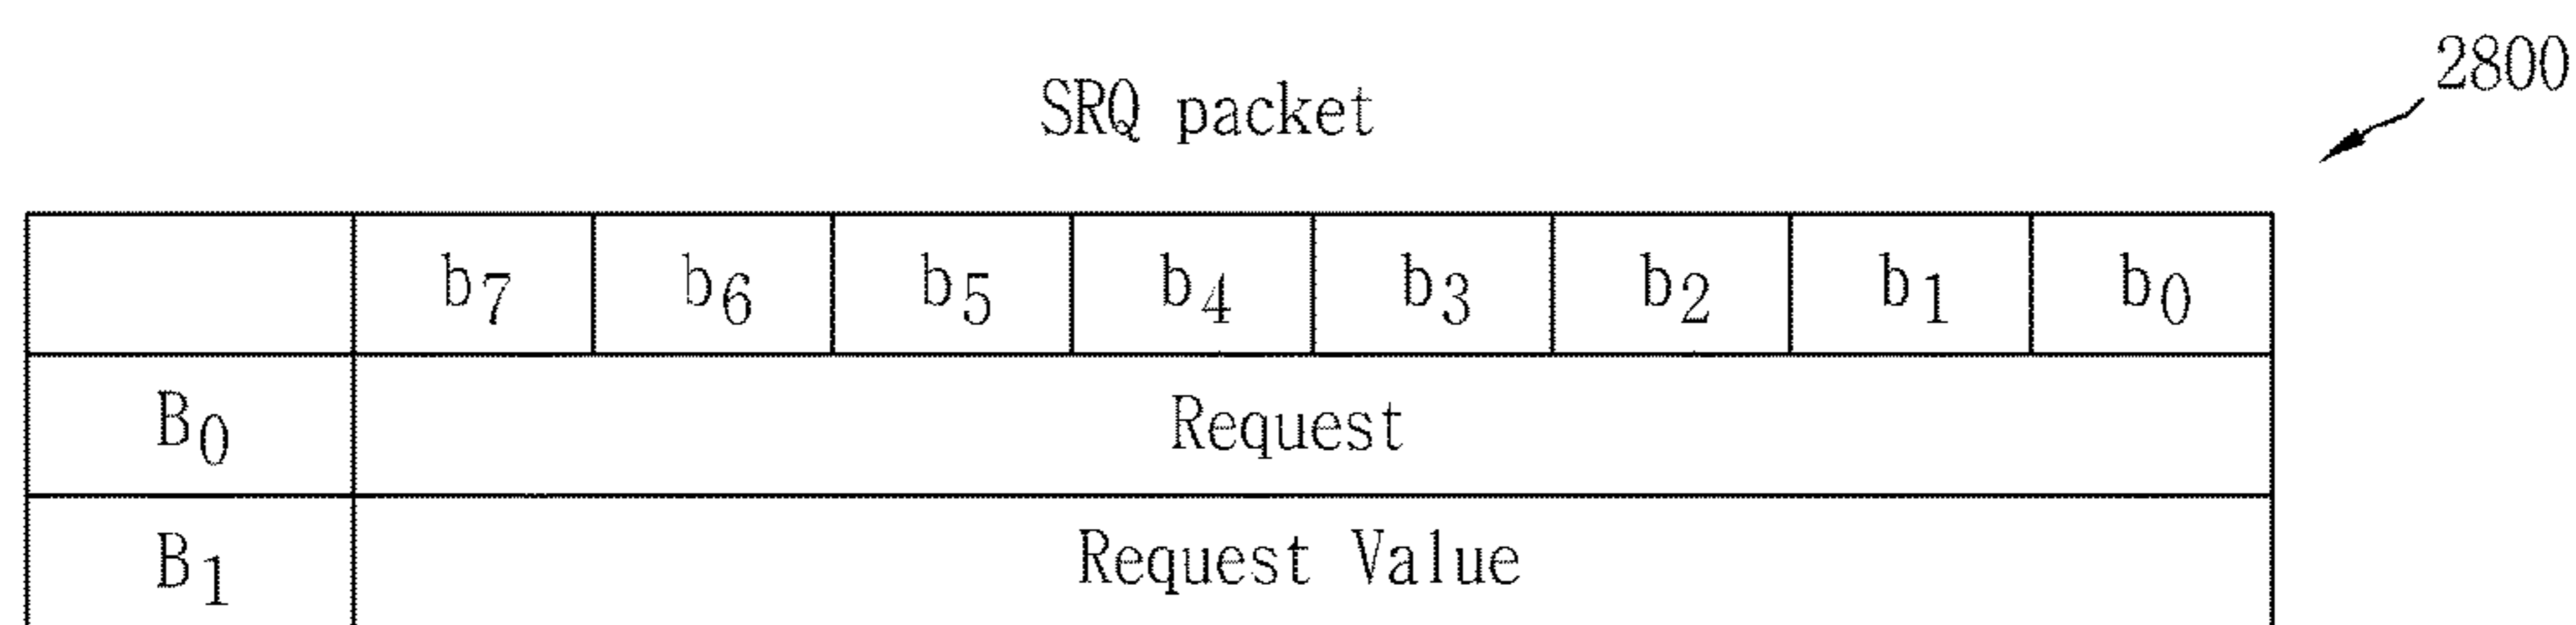 2800
SRQ packet
b7 b6 b5 b4 b3 b2 b1 b0
B0 Request
B1 Request Value